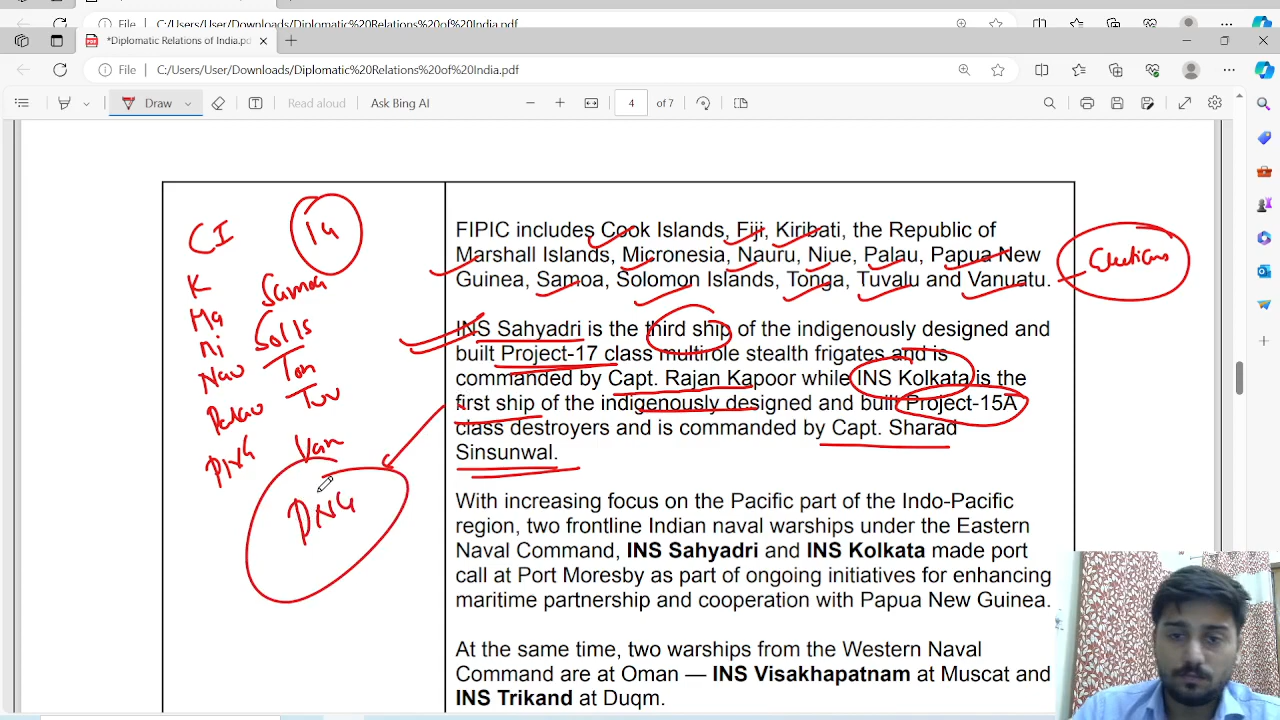 File C:/Users/User/Downloads/Diplomatic%20Relations%20of%20India.pdf
*Diplomatic Relations of India.pd
File C:/Users/User/Downloads/Diplomatic%20Relations%20of%20India.pdf
Draw Read aloud Ask Bing AI 4 of 7
CI 14
K Samoa
Ma Sol Is
Ni Ton
Nau Tuv
Palau Van
PNG
PNG
FIPIC includes Cook Islands, Fiji, Kiribati, the Republic of
Marshall Islands, Micronesia, Nauru, Niue, Palau, Papua New
Guinea, Samoa, Solomon Islands, Tonga, Tuvalu and Vanuatu.
Elections
INS Sahyadri is the third ship of the indigenously designed and
built Project-17 class multirole stealth frigates and is
commanded by Capt. Rajan Kapoor while INS Kolkata is the
first ship of the indigenously designed and built Project-15A
class destroyers and is commanded by Capt. Sharad
Sinsunwal.
With increasing focus on the Pacific part of the Indo-Pacific
region, two frontline Indian naval warships under the Eastern
Naval Command, INS Sahyadri and INS Kolkata made port
call at Port Moresby as part of ongoing initiatives for enhancing
maritime partnership and cooperation with Papua New Guinea.
At the same time, two warships from the Western Naval
Command are at Oman — INS Visakhapatnam at Muscat and
INS Trikand at Duqm.